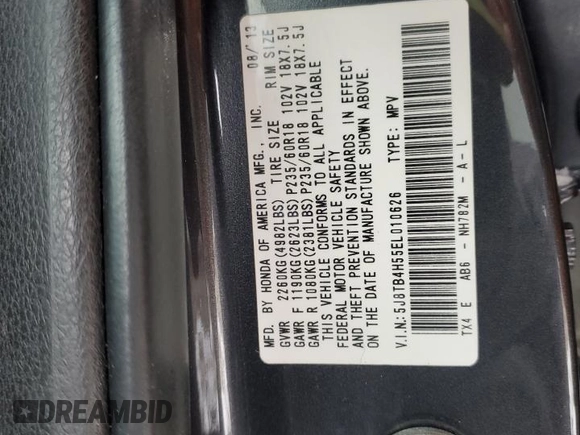 MFD. BY HONDA OF AMERICA MFG., INC. 08/13
GVWR 2260KG(4982LBS) TIRE SIZE RIM SIZE
GAWR F 1190KG(2623LBS) P235/60R18 102V 18X7.5J
GAWR R 1080KG(2381LBS) P235/60R18 102V 18X7.5J
THIS VEHICLE CONFORMS TO ALL APPLICABLE
FEDERAL MOTOR VEHICLE SAFETY
AND THEFT PREVENTION STANDARDS IN EFFECT
ON THE DATE OF MANUFACTURE SHOWN ABOVE.
V.I.N.: 5J8TB4H55EL010626 TYPE: MPV
TX4 E AB6 - NH782M - A - L
DREAMBID